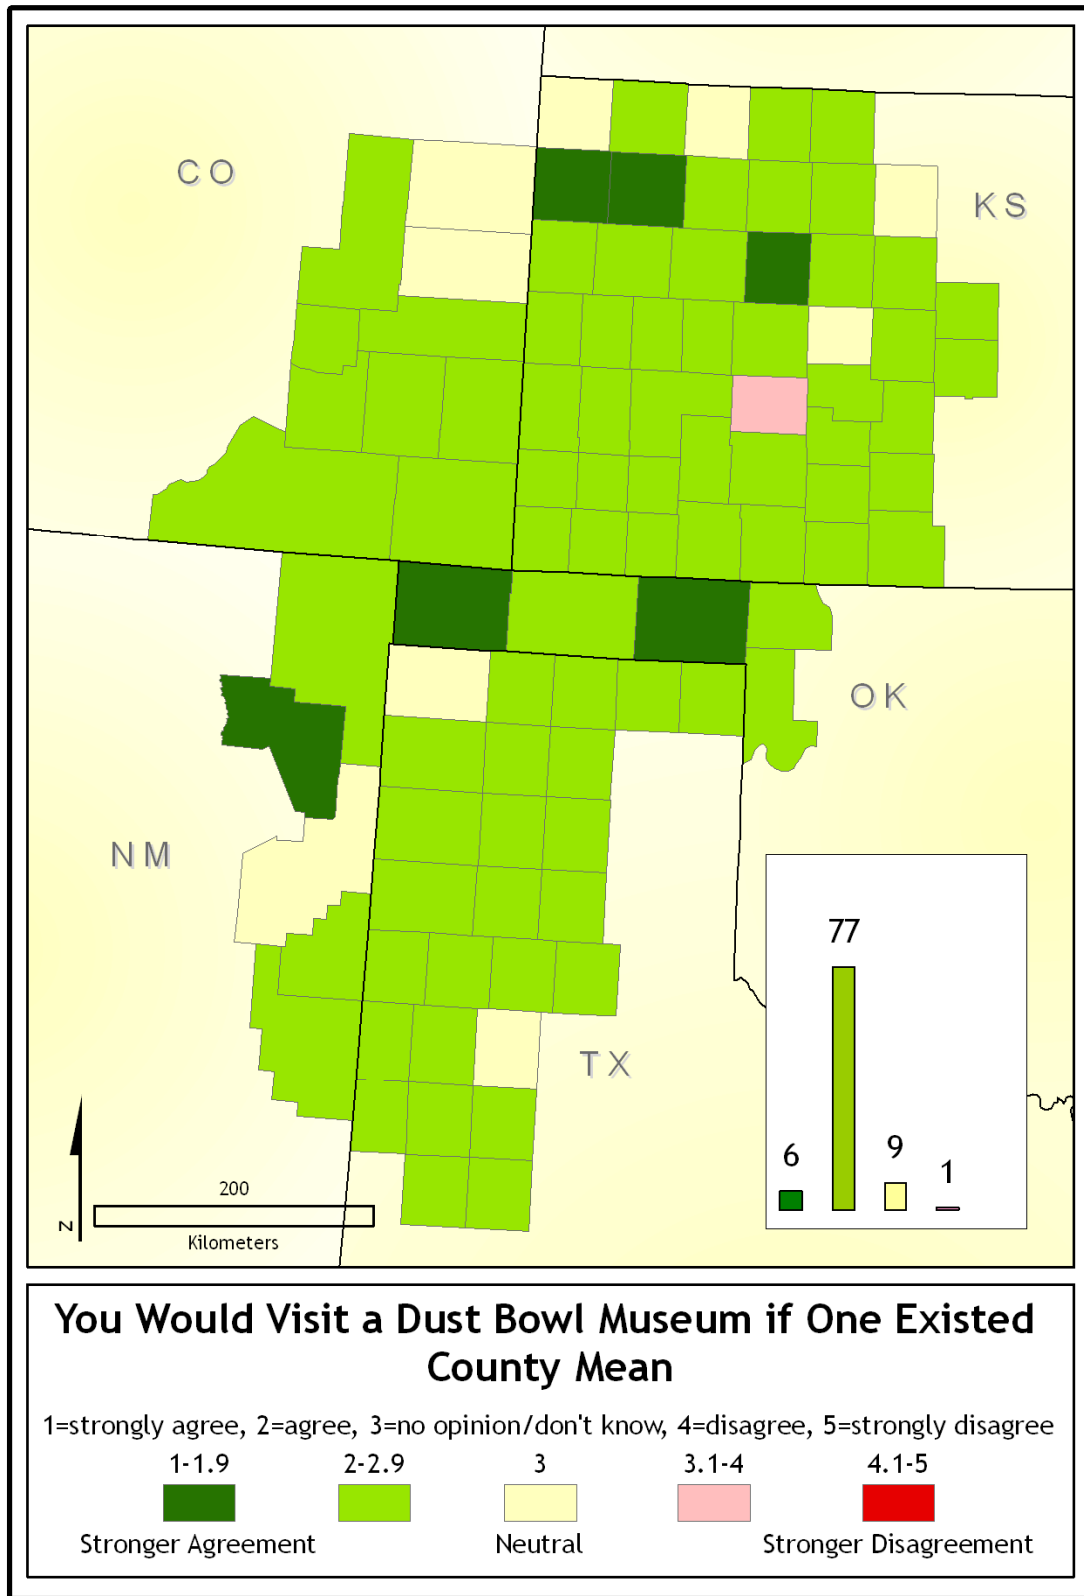 CO
KS
OK
NM
TX
77
6
9
1
200
Kilometers
N
You Would Visit a Dust Bowl Museum if One Existed
County Mean
1=strongly agree, 2=agree, 3=no opinion/don't know, 4=disagree, 5=strongly disagree
1-1.9 2-2.9 3 3.1-4 4.1-5
Stronger Agreement Neutral Stronger Disagreement